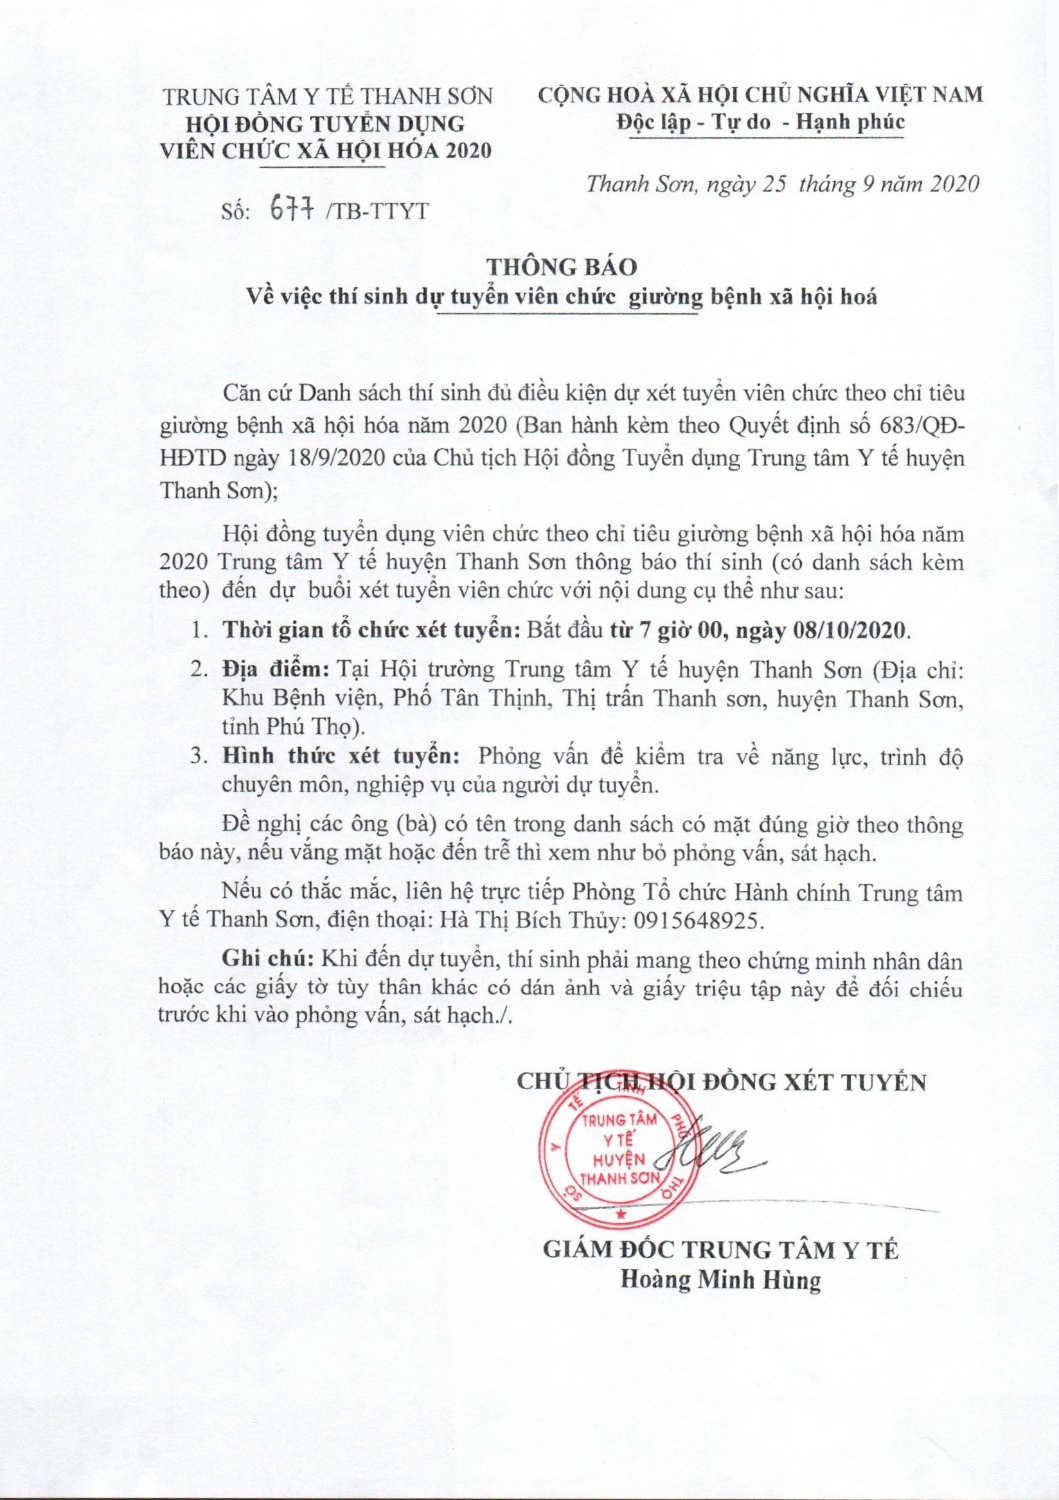 TRUNG TÂM Y TẾ THANH SƠN
HỘI ĐỒNG TUYỂN DỤNG
VIÊN CHỨC XÃ HỘI HÓA 2020
Số: 677 /TB-TTYT
CỘNG HOÀ XÃ HỘI CHỦ NGHĨA VIỆT NAM
Độc lập - Tự do - Hạnh phúc
Thanh Sơn, ngày 25 tháng 9 năm 2020
THÔNG BÁO
Về việc thí sinh dự tuyển viên chức giường bệnh xã hội hoá
Căn cứ Danh sách thí sinh đủ điều kiện dự xét tuyển viên chức theo chỉ tiêu
giường bệnh xã hội hóa năm 2020 (Ban hành kèm theo Quyết định số 683/QĐ-
HĐTD ngày 18/9/2020 của Chủ tịch Hội đồng Tuyển dụng Trung tâm Y tế huyện
Thanh Sơn);
Hội đồng tuyển dụng viên chức theo chỉ tiêu giường bệnh xã hội hóa năm
2020 Trung tâm Y tế huyện Thanh Sơn thông báo thí sinh (có danh sách kèm
theo) đến dự buổi xét tuyển viên chức với nội dung cụ thể như sau:
1. Thời gian tổ chức xét tuyển: Bắt đầu từ 7 giờ 00, ngày 08/10/2020.
2. Địa điểm: Tại Hội trường Trung tâm Y tế huyện Thanh Sơn (Địa chỉ:
Khu Bệnh viện, Phố Tân Thịnh, Thị trấn Thanh sơn, huyện Thanh Sơn,
tỉnh Phú Thọ).
3. Hình thức xét tuyển: Phỏng vấn để kiểm tra về năng lực, trình độ
chuyên môn, nghiệp vụ của người dự tuyển.
Đề nghị các ông (bà) có tên trong danh sách có mặt đúng giờ theo thông
báo này, nếu vắng mặt hoặc đến trễ thì xem như bỏ phỏng vấn, sát hạch.
Nếu có thắc mắc, liên hệ trực tiếp Phòng Tổ chức Hành chính Trung tâm
Y tế Thanh Sơn, điện thoại: Hà Thị Bích Thủy: 0915648925.
Ghi chú: Khi đến dự tuyển, thí sinh phải mang theo chứng minh nhân dân
hoặc các giấy tờ tùy thân khác có dán ảnh và giấy triệu tập này để đối chiếu
trước khi vào phỏng vấn, sát hạch./.
CHỦ TỊCH HỘI ĐỒNG XÉT TUYỂN
SỞ Y TẾ TỈNH PHÚ THỌ
TRUNG TÂM
Y TẾ
HUYỆN
THANH SƠN
GIÁM ĐỐC TRUNG TÂM Y TẾ
Hoàng Minh Hùng